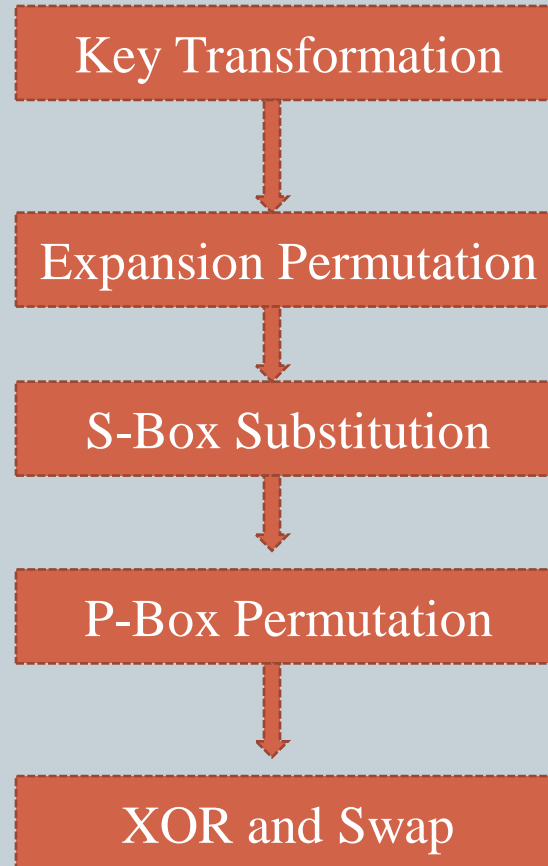 Key Transformation
Expansion Permutation
S-Box Substitution
P-Box Permutation
XOR and Swap